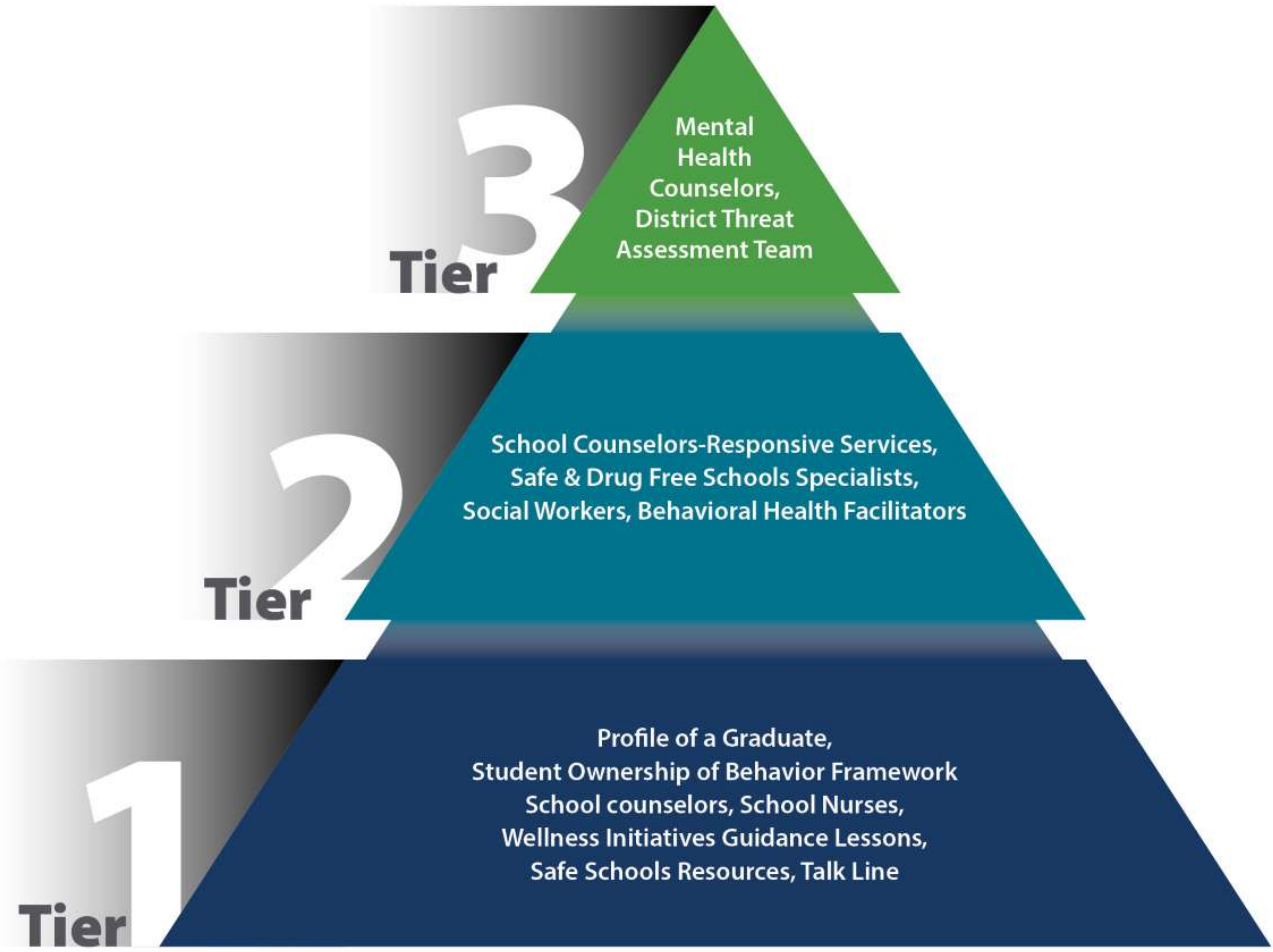 3
Tier
Mental
Health
Counselors,
District Threat
Assessment Team
2
Tier
School Counselors-Responsive Services,
Safe & Drug Free Schools Specialists,
Social Workers, Behavioral Health Facilitators
1
Tier
Profile of a Graduate,
Student Ownership of Behavior Framework
School counselors, School Nurses,
Wellness Initiatives Guidance Lessons,
Safe Schools Resources, Talk Line